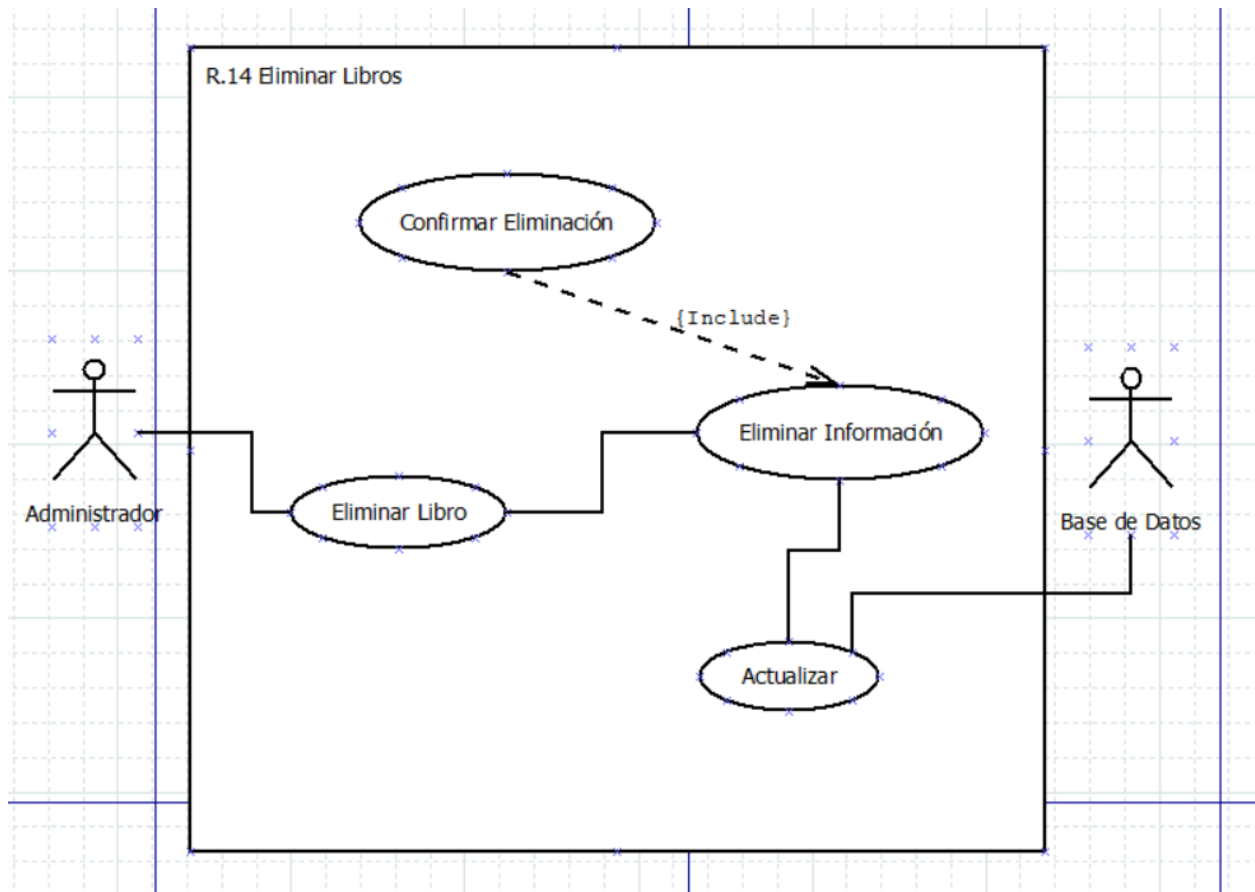 R.14 Eliminar Libros
Confirmar Eliminación
{Include}
Eliminar Información
Administrador
Eliminar Libro
Base de Datos
Actualizar